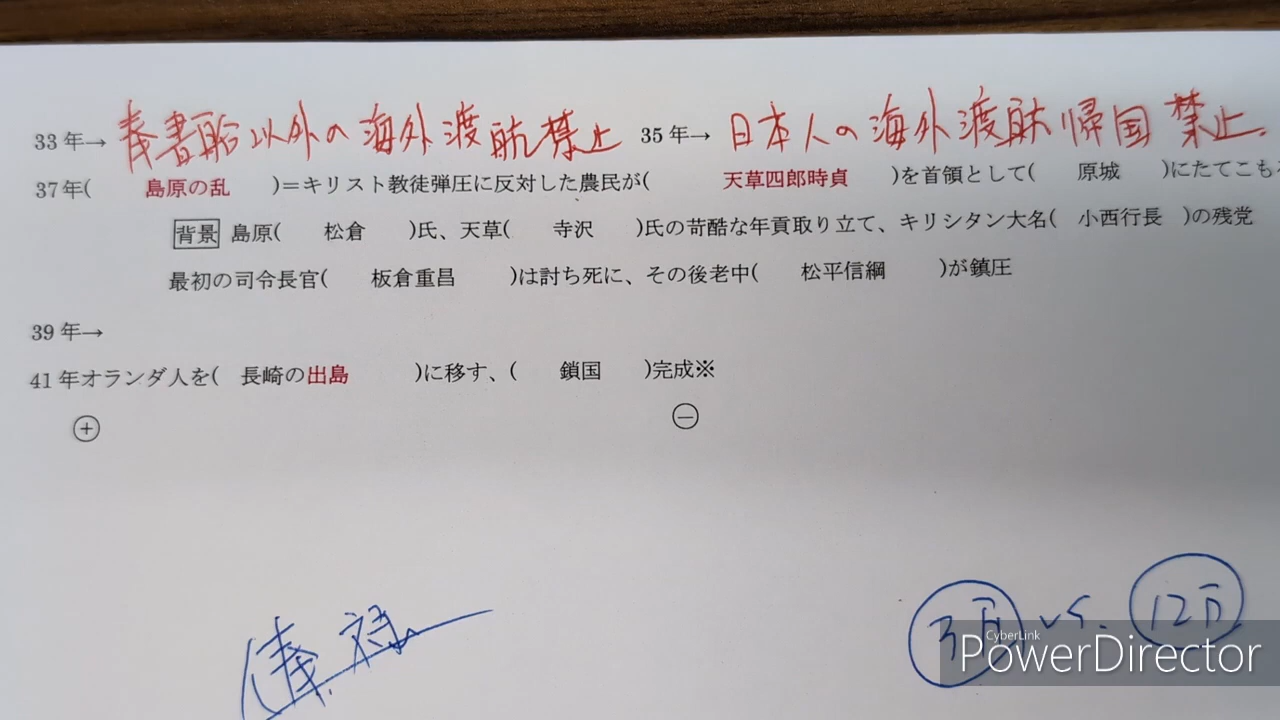 33年→ 奉書船以外の海外渡航禁止 35年→ 日本人の海外渡航帰国禁止.
37年( 島原の乱 )=キリスト教徒弾圧に反対した農民が( 天草四郎時貞 )を首領として( 原城 )にたてこも
背景 島原( 松倉 )氏、天草( 寺沢 )氏の苛酷な年貢取り立て、キリシタン大名( 小西行長 )の残党
最初の司令長官( 板倉重昌 )は討ち死に、その後老中( 松平信綱 )が鎮圧
39年→
41年オランダ人を( 長崎の出島 )に移す、( 鎖国 )完成※
+ −
俸禄
3万 vs. 12万
CyberLink
PowerDirector